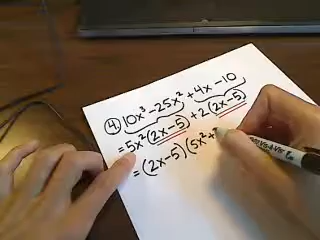 ④ 10x³ - 25x² + 4x - 10
= 5x²(2x-5) + 2(2x-5)
= (2x-5)(5x²+